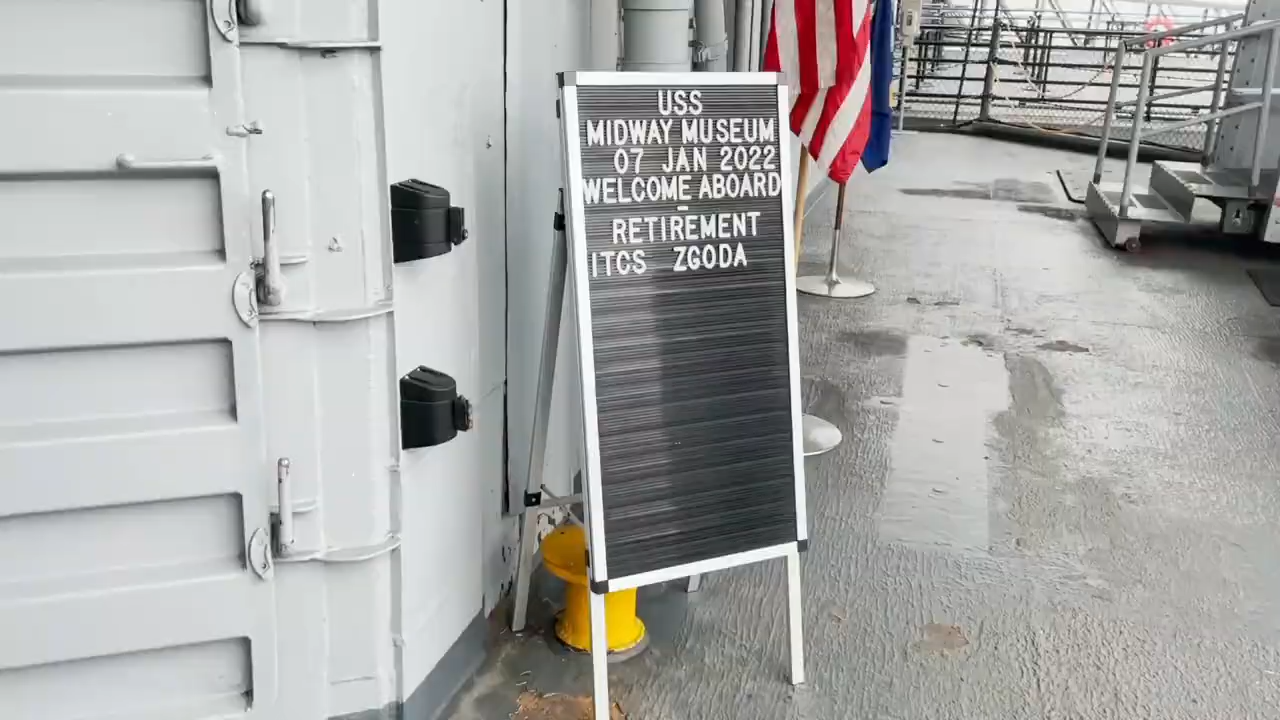 USS
MIDWAY MUSEUM
07 JAN 2022
WELCOME ABOARD
-
RETIREMENT
ITCS ZGODA